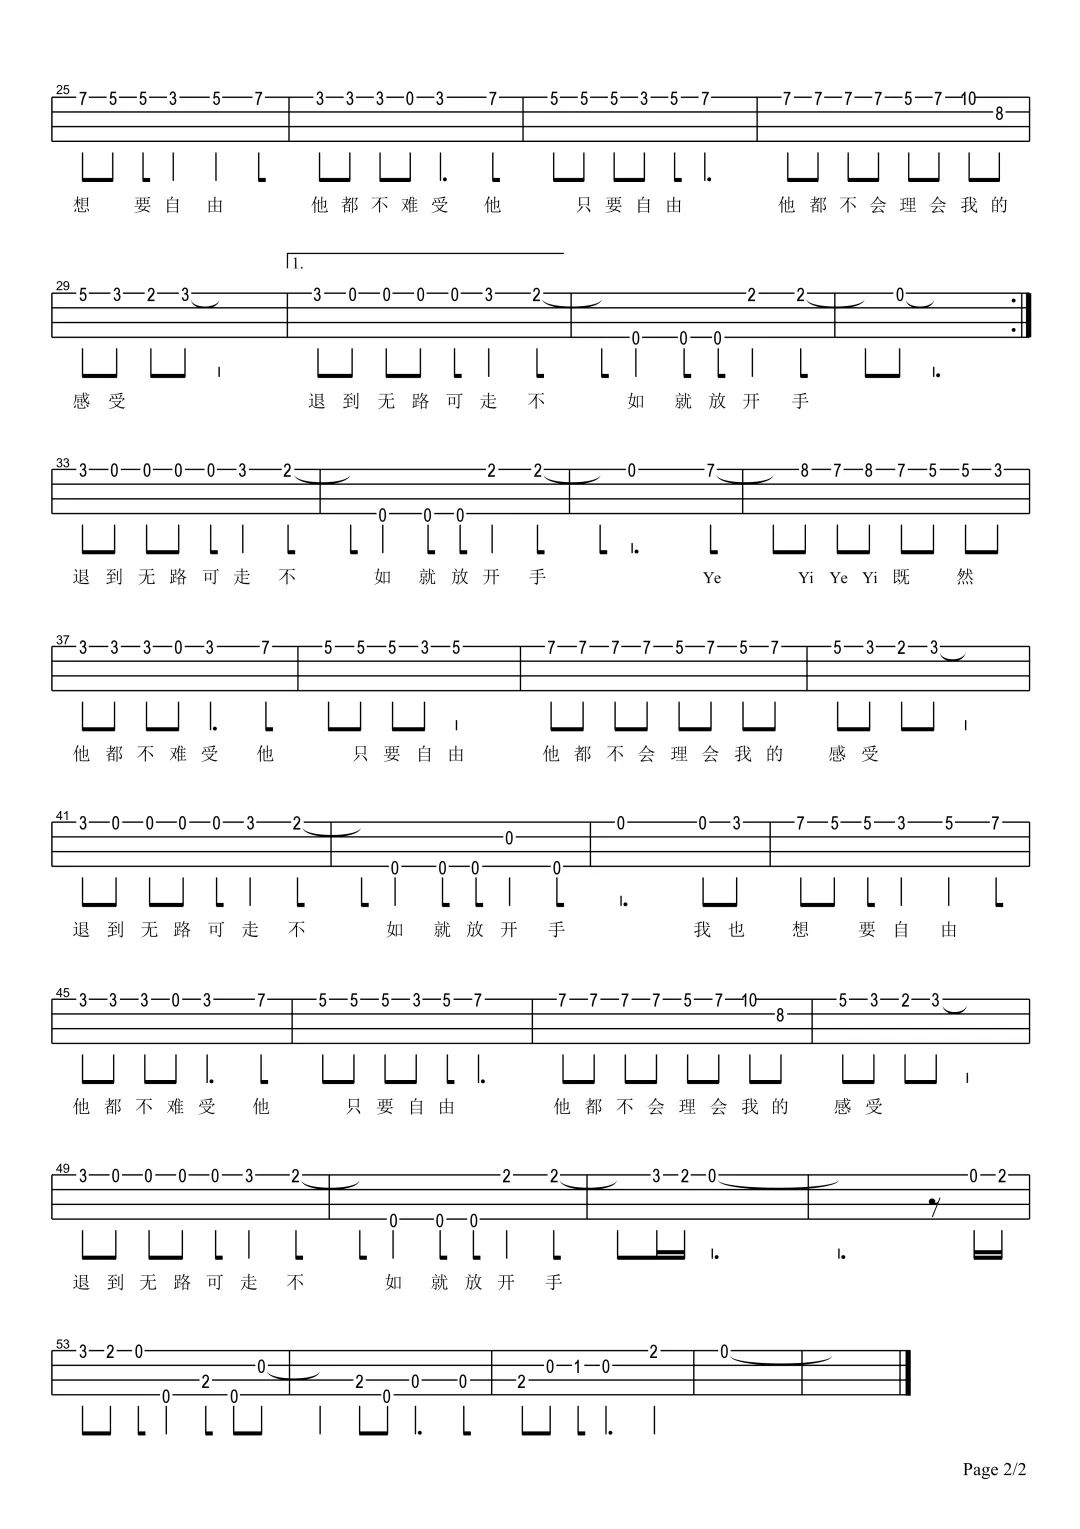 25 7 5 5 3 5 7 3 3 3 0 3 7 5 5 5 3 5 7 7 7 7 7 5 7 10 8
想 要 自 由 他 都 不 难 受 他 只 要 自 由 他 都 不 会 理 会 我 的
1.
29 5 3 2 3 3 0 0 0 0 3 2 0 0 0 2 2 0
感 受 退 到 无 路 可 走 不 如 就 放 开 手
33 3 0 0 0 0 3 2 0 0 0 2 2 0 7 8 7 8 7 5 5 3
退 到 无 路 可 走 不 如 就 放 开 手 Ye Yi Ye Yi 既 然
37 3 3 3 0 3 7 5 5 5 3 5 7 7 7 7 5 7 5 7 5 3 2 3
他 都 不 难 受 他 只 要 自 由 他 都 不 会 理 会 我 的 感 受
41 3 0 0 0 0 3 2 0 0 0 0 0 0 0 3 7 5 5 3 5 7
退 到 无 路 可 走 不 如 就 放 开 手 我 也 想 要 自 由
45 3 3 3 0 3 7 5 5 5 3 5 7 7 7 7 7 5 7 10 8 5 3 2 3
他 都 不 难 受 他 只 要 自 由 他 都 不 会 理 会 我 的 感 受
49 3 0 0 0 0 3 2 0 0 0 2 2 3 2 0 0 2
退 到 无 路 可 走 不 如 就 放 开 手
53 3 2 0 0 2 0 0 2 0 0 0 2 0 1 0 2 0
Page 2/2